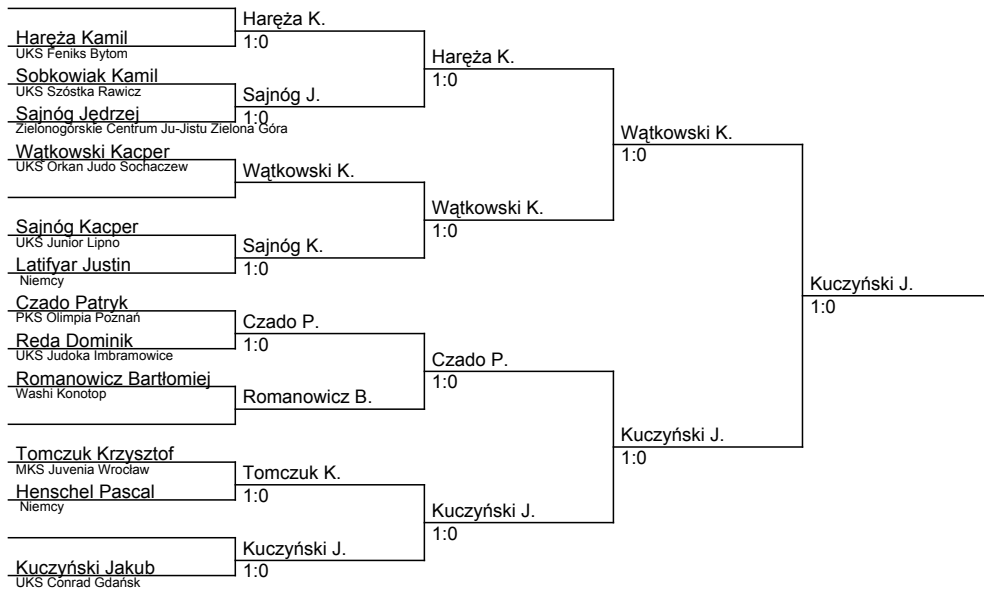 Haręża Kamil
UKS Feniks Bytom
Sobkowiak Kamil
UKS Szóstka Rawicz
Sajnóg Jędrzej
Zielonogórskie Centrum Ju-Jistu Zielona Góra
Wątkowski Kacper
UKS Orkan Judo Sochaczew
Sajnóg Kacper
UKS Junior Lipno
Latifyar Justin
Niemcy
Czado Patryk
PKS Olimpia Poznań
Reda Dominik
UKS Judoka Imbramowice
Romanowicz Bartłomiej
Washi Konotop
Tomczuk Krzysztof
MKS Juvenia Wrocław
Henschel Pascal
Niemcy
Kuczyński Jakub
UKS Conrad Gdańsk
Haręża K.
1:0
Sajnóg J.
1:0
Wątkowski K.
Sajnóg K.
1:0
Czado P.
1:0
Romanowicz B.
Tomczuk K.
1:0
Kuczyński J.
1:0
Haręża K.
1:0
Wątkowski K.
1:0
Czado P.
1:0
Kuczyński J.
1:0
Wątkowski K.
1:0
Kuczyński J.
1:0
Kuczyński J.
1:0